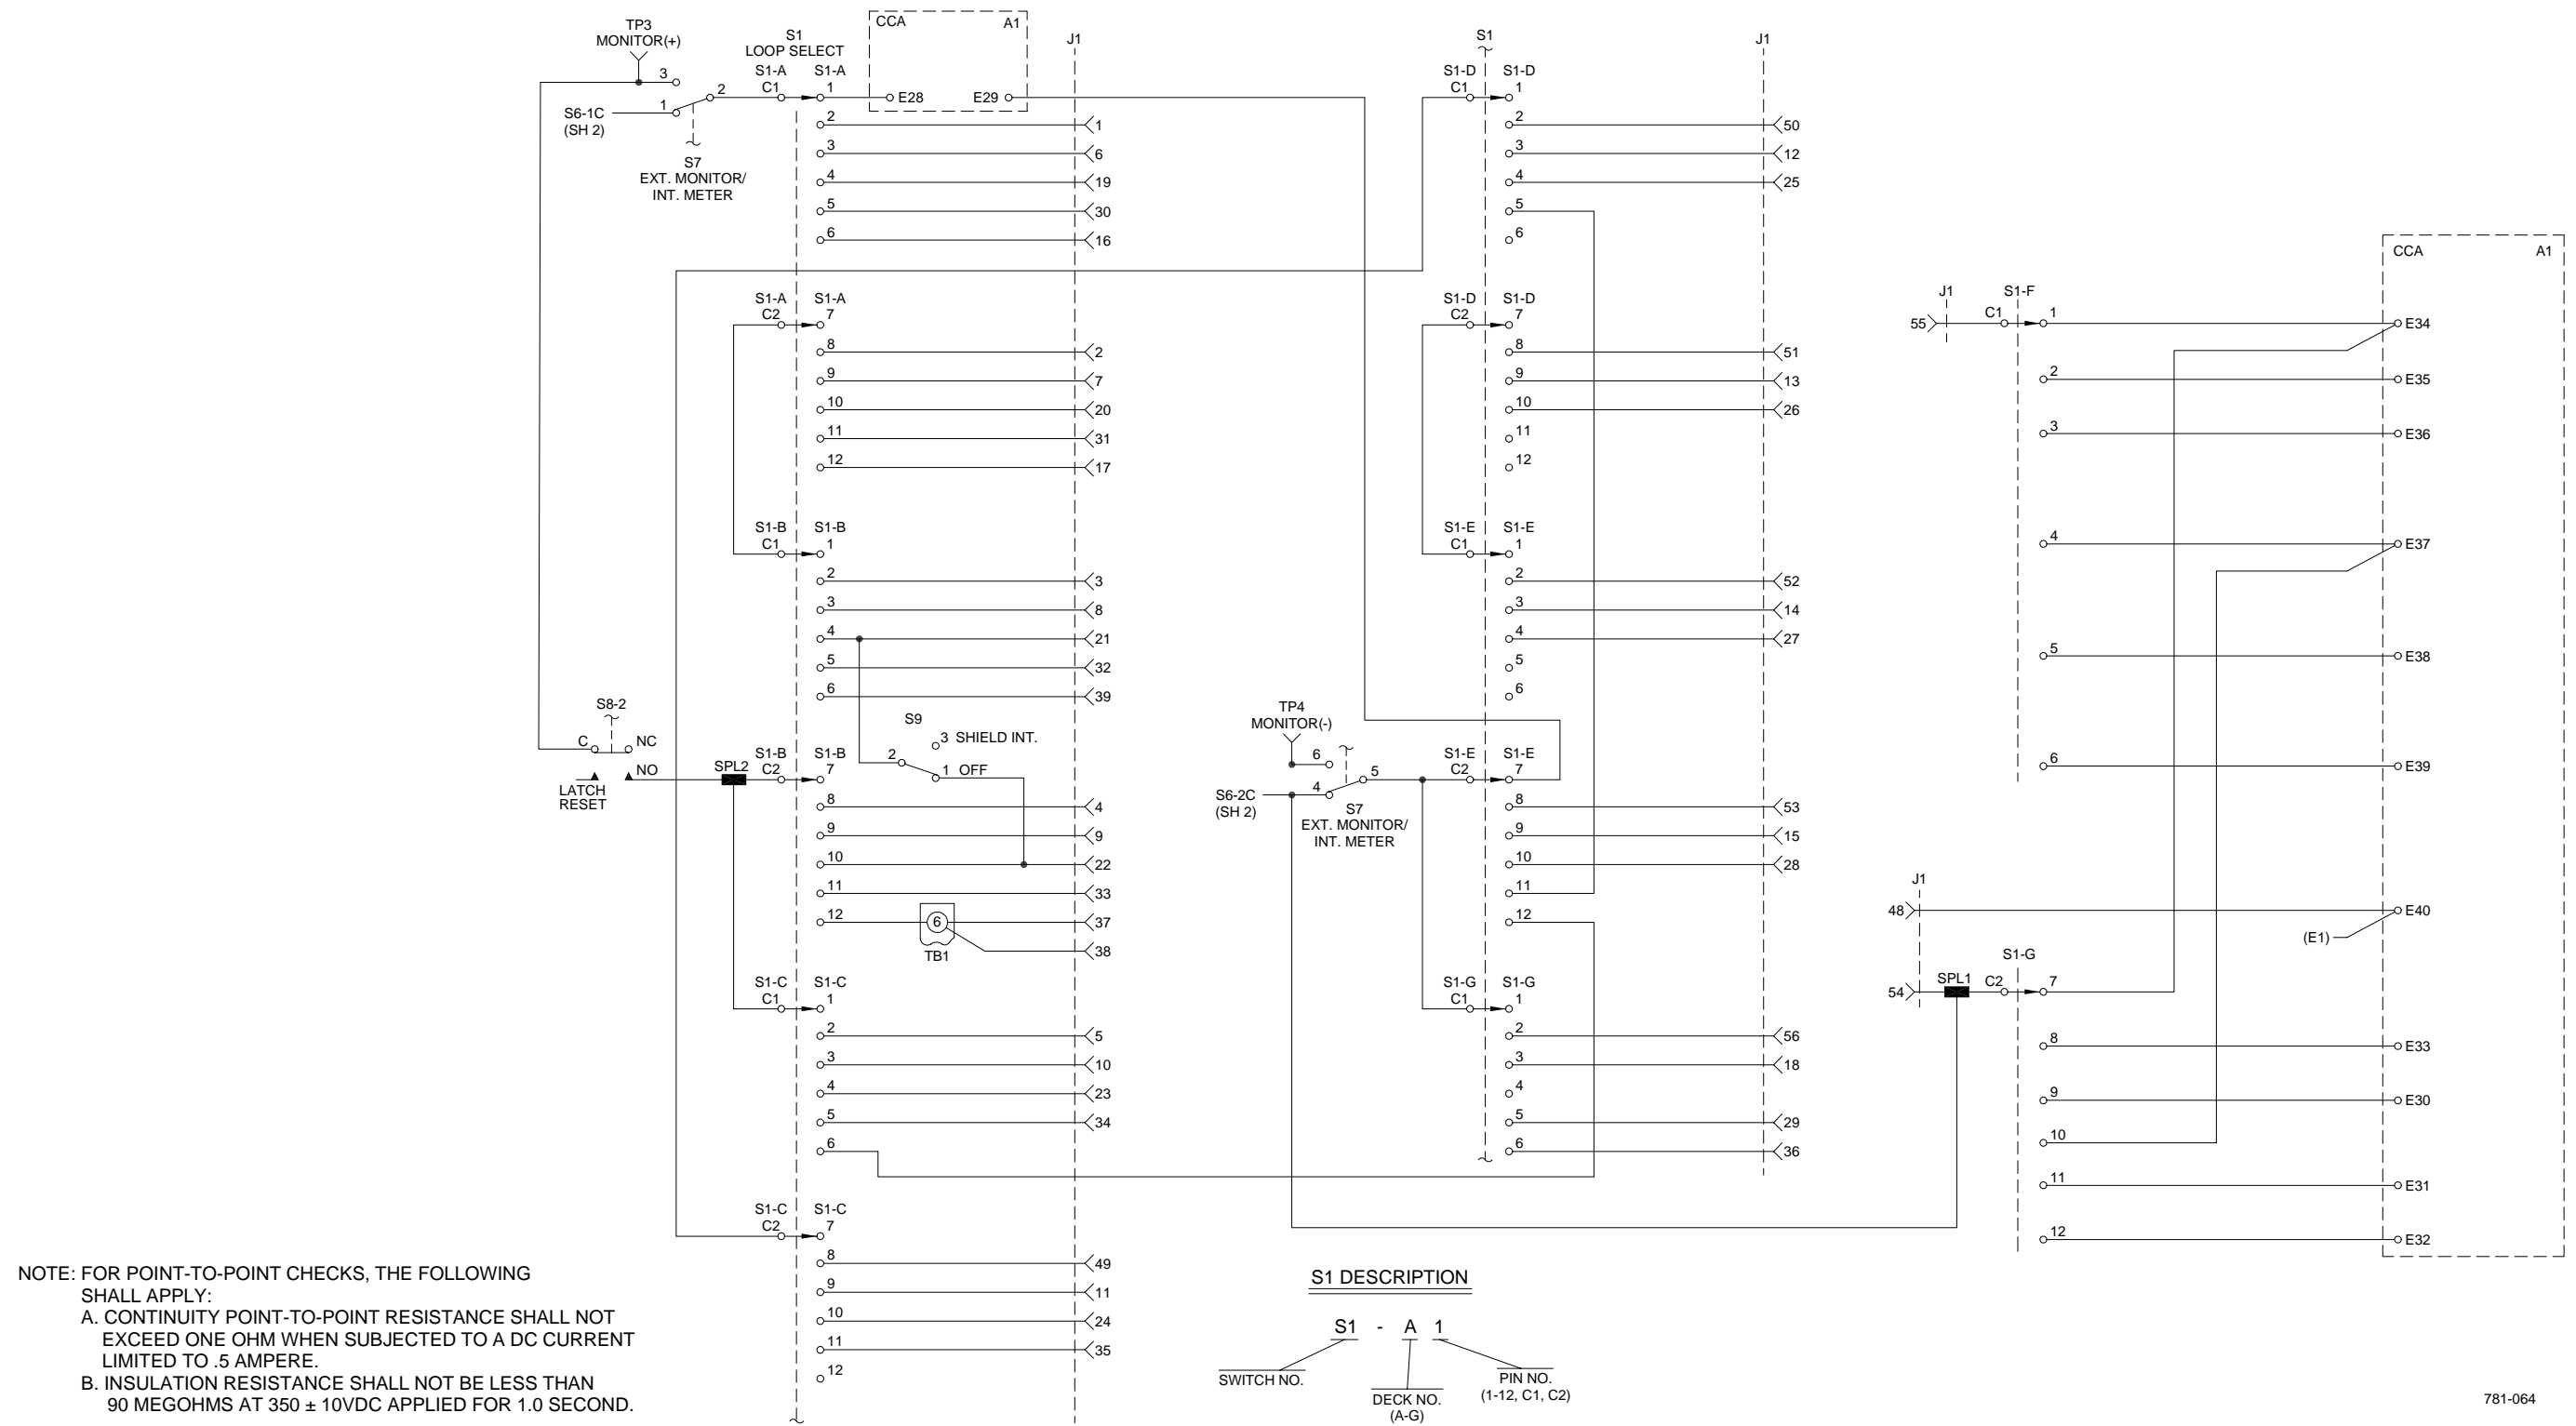 TP3
MONITOR(+)
3
2
1
S6-1C
(SH 2)
S7
EXT. MONITOR/
INT. METER
S1
LOOP SELECT
S1-A
C1
S1-A
1
CCA
A1
E28
E29
J1
2
1
3
6
4
19
5
30
6
16
S1-A
C2
S1-A
7
8
2
9
7
10
20
11
31
12
17
S1-B
C1
S1-B
1
2
3
3
8
4
21
5
32
6
39
S8-2
C
NC
NO
LATCH
RESET
SPL2
S1-B
C2
S1-B
7
S9
3 SHIELD INT.
2
1 OFF
8
4
9
9
10
22
11
33
12
6
TB1
37
38
S1-C
C1
S1-C
1
2
5
3
10
4
23
5
34
6
S1-C
C2
S1-C
7
8
49
9
11
10
24
11
35
12
S1
J1
S1-D
C1
S1-D
1
2
50
3
12
4
25
5
6
S1-D
C2
S1-D
7
8
51
9
13
10
26
11
12
S1-E
C1
S1-E
1
2
52
3
14
4
27
5
6
TP4
MONITOR(-)
6
5
4
S6-2C
(SH 2)
S7
EXT. MONITOR/
INT. METER
S1-E
C2
S1-E
7
8
53
9
15
10
28
11
12
S1-G
C1
S1-G
1
2
56
3
18
4
5
29
6
36
CCA
A1
J1
S1-F
55
C1
1
E34
2
E35
3
E36
4
E37
5
E38
6
E39
J1
48
E40
(E1)
S1-G
54
SPL1
C2
7
8
E33
9
E30
10
11
E31
12
E32
NOTE: FOR POINT-TO-POINT CHECKS, THE FOLLOWING
SHALL APPLY:
A. CONTINUITY POINT-TO-POINT RESISTANCE SHALL NOT
EXCEED ONE OHM WHEN SUBJECTED TO A DC CURRENT
LIMITED TO .5 AMPERE.
B. INSULATION RESISTANCE SHALL NOT BE LESS THAN
90 MEGOHMS AT 350 ± 10VDC APPLIED FOR 1.0 SECOND.
S1 DESCRIPTION
S1 - A 1
SWITCH NO.
DECK NO.
(A-G)
PIN NO.
(1-12, C1, C2)
781-064